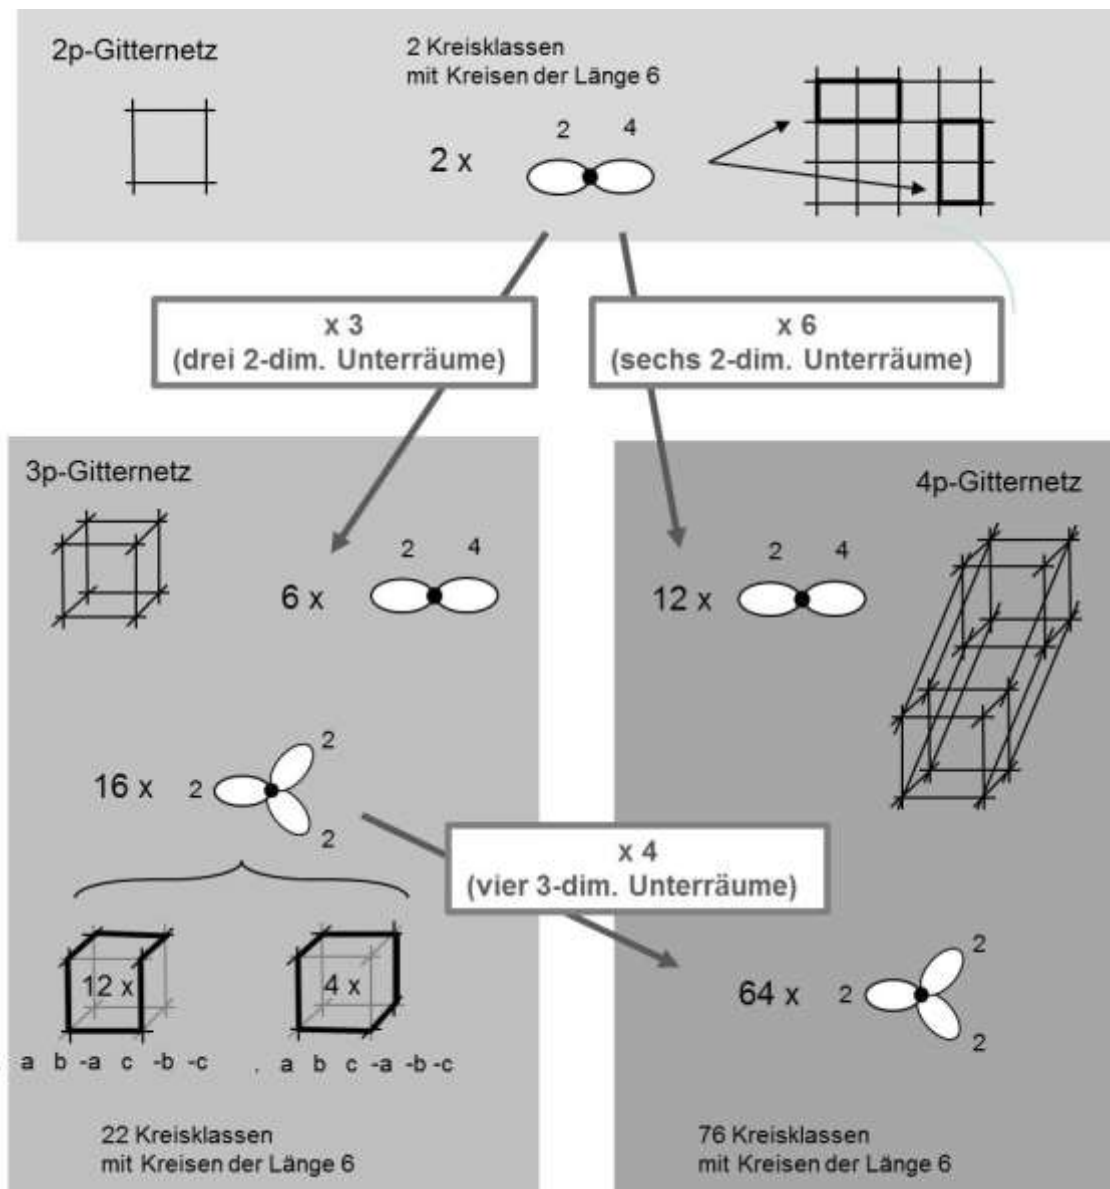 2p-Gitternetz
2 Kreisklassen
mit Kreisen der Länge 6
2 x
2 4
x 3
(drei 2-dim. Unterräume)
x 6
(sechs 2-dim. Unterräume)
3p-Gitternetz
6 x
2 4
16 x
2
2
2
12 x
a b -a c -b -c
4 x
. a b c -a -b -c
22 Kreisklassen
mit Kreisen der Länge 6
x 4
(vier 3-dim. Unterräume)
4p-Gitternetz
12 x
2 4
64 x
2
2
2
76 Kreisklassen
mit Kreisen der Länge 6